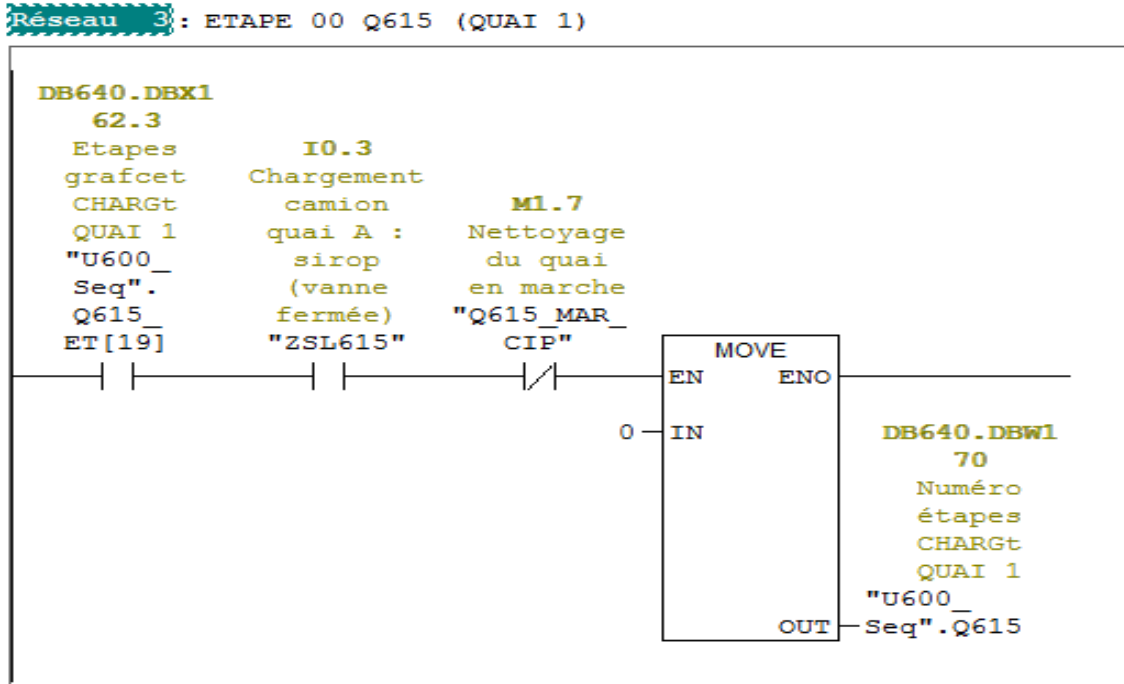 Réseau 3 : ETAPE 00 Q615 (QUAI 1)
DB640.DBX1
62.3
Etapes
grafcet
CHARGt
QUAI 1
"U600_
Seq".
Q615_
ET[19]
I0.3
Chargement
camion
quai A :
sirop
(vanne
fermée)
"ZSL615"
M1.7
Nettoyage
du quai
en marche
"Q615_MAR_
CIP"
MOVE
EN ENO
0 IN
DB640.DBW1
70
Numéro
étapes
CHARGt
QUAI 1
"U600_
OUT Seq".Q615